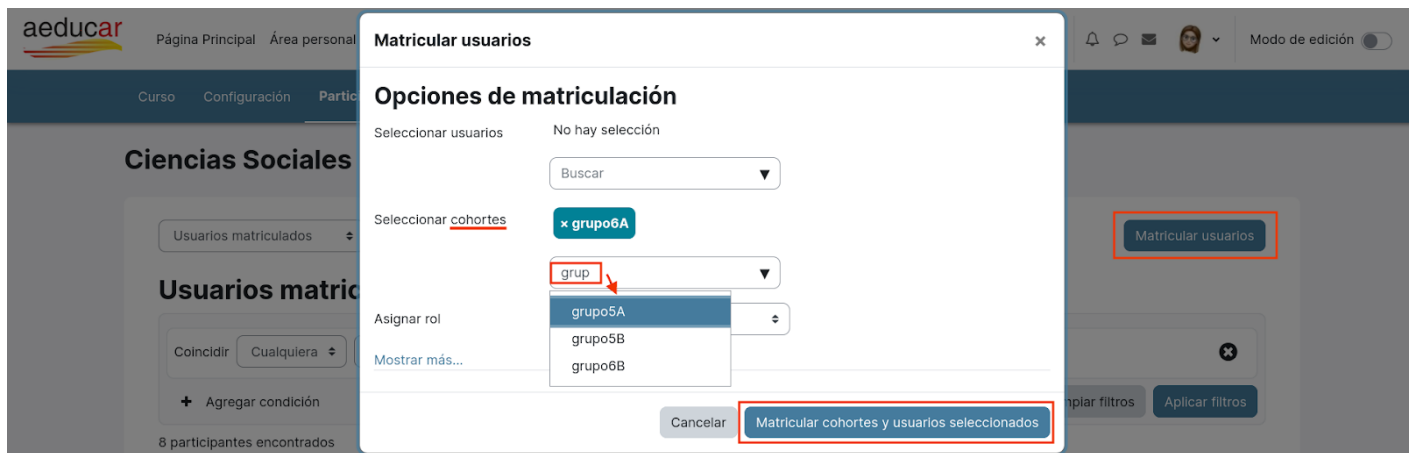 aeducar
Página Principal Área personal
Matricular usuarios
×
Modo de edición
Curso Configuración Partic
Opciones de matriculación
Seleccionar usuarios No hay selección
Ciencias Sociales
Buscar
Seleccionar cohortes × grupo6A
Usuarios matriculados
Matricular usuarios
grup
Usuarios matric
grupo5A
Asignar rol
grupo5B
Coincidir Cualquiera
Mostrar más...
grupo6B
Agregar condición
mpiar filtros Aplicar filtros
Cancelar Matricular cohortes y usuarios seleccionados
8 participantes encontrados